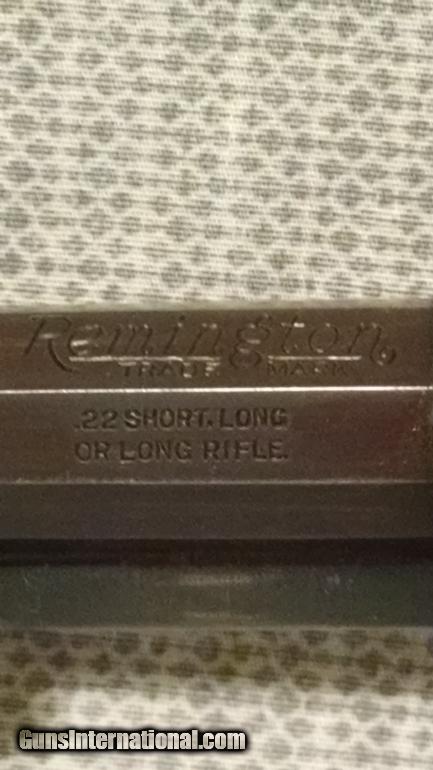 Remington,
TRADE MARK
.22 SHORT. LONG
OR LONG RIFLE.
GunsInternational.com